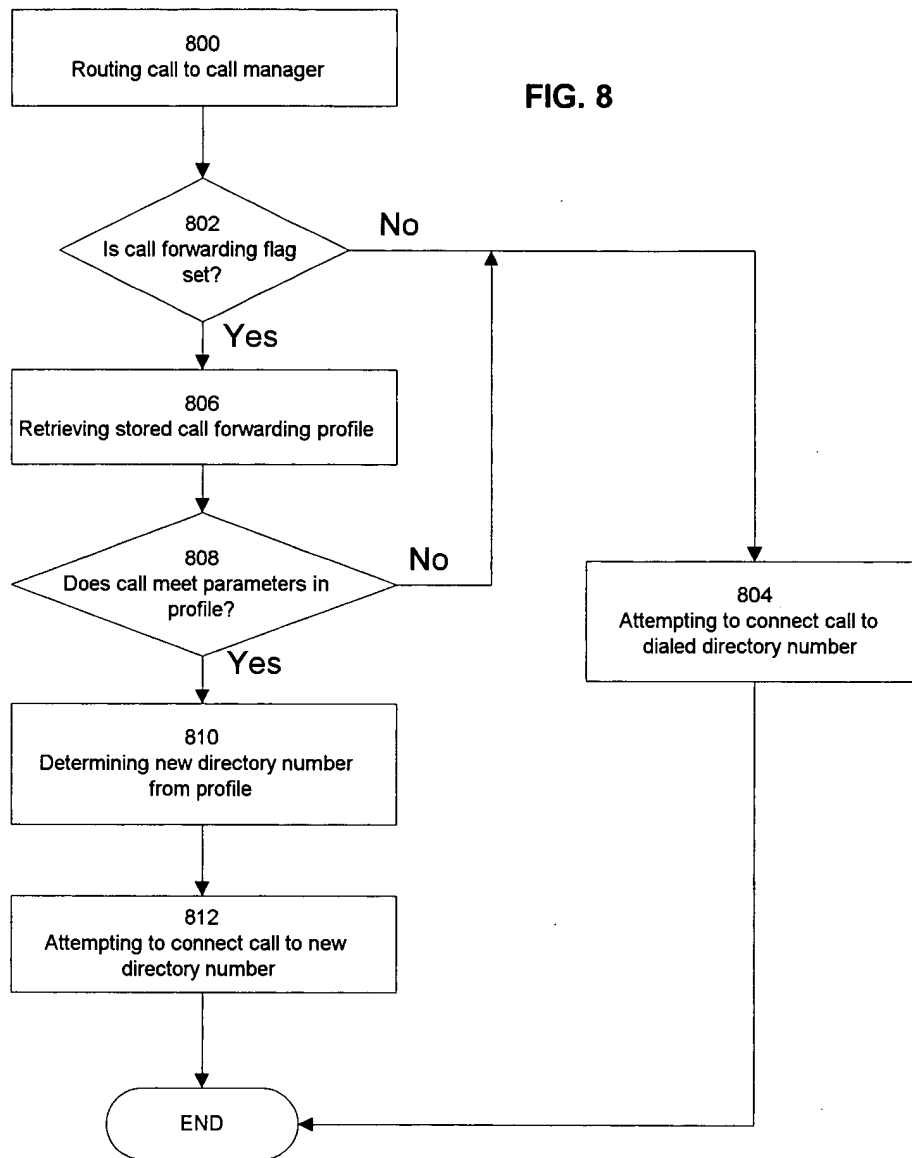 800
Routing call to call manager
FIG. 8
802
Is call forwarding flag
set?
No
Yes
806
Retrieving stored call forwarding profile
808
Does call meet parameters in
profile?
No
Yes
804
Attempting to connect call to
dialed directory number
810
Determining new directory number
from profile
812
Attempting to connect call to new
directory number
END